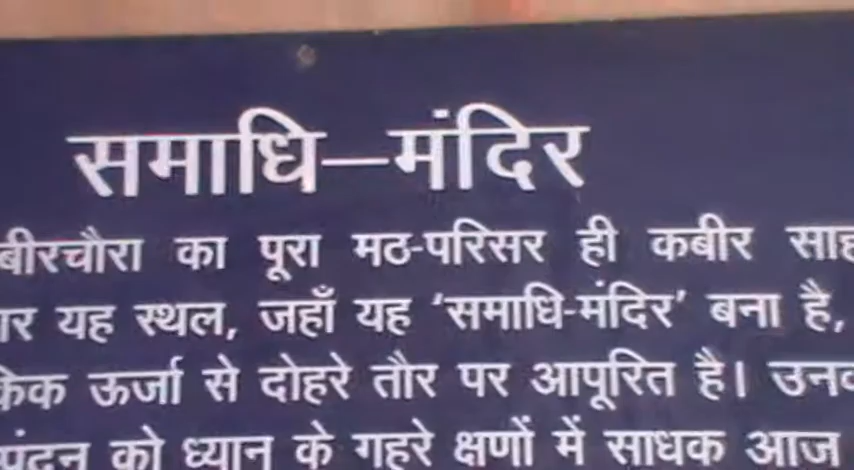 समाधि–मंदिर
बीरचौरा का पूरा मठ-परिसर ही कबीर साह
यह स्थल, जहाँ यह ‘समाधि-मंदिर’ बना है,
ऊर्जा से दोहरे तौर पर आपूरित है। उनव
को ध्यान के गहरे क्षणों में साधक आज